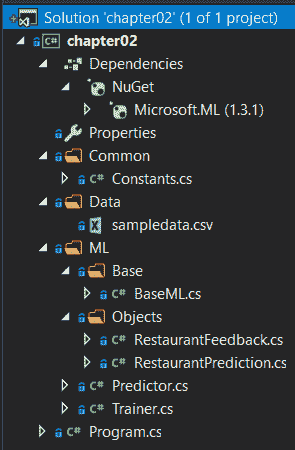 Solution 'chapter02' (1 of 1 project)
C# chapter02
Dependencies
NuGet
Microsoft.ML (1.3.1)
Properties
Common
C# Constants.cs
Data
sampledata.csv
ML
Base
C# BaseML.cs
Objects
C# RestaurantFeedback.cs
C# RestaurantPrediction.cs
C# Predictor.cs
C# Trainer.cs
C# Program.cs